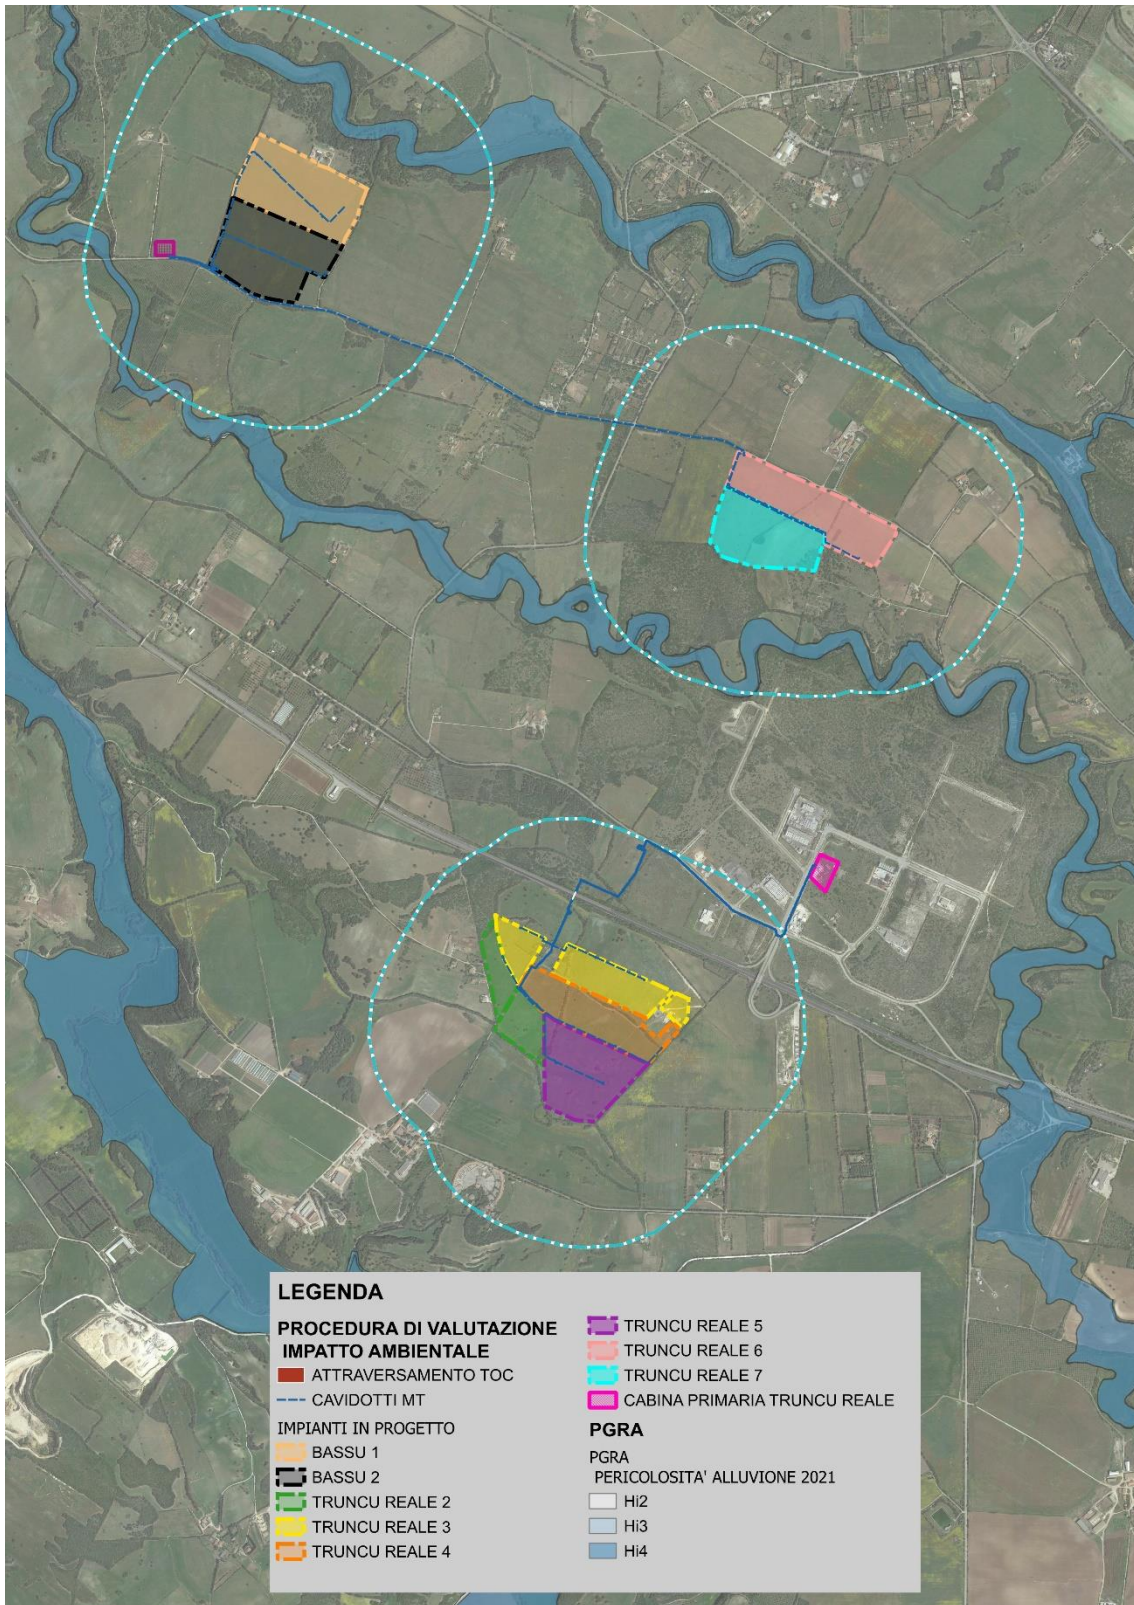 LEGENDA
PROCEDURA DI VALUTAZIONE
IMPATTO AMBIENTALE
ATTRAVERSAMENTO TOC
CAVIDOTTI MT
IMPIANTI IN PROGETTO
BASSU 1
BASSU 2
TRUNCU REALE 2
TRUNCU REALE 3
TRUNCU REALE 4
TRUNCU REALE 5
TRUNCU REALE 6
TRUNCU REALE 7
CABINA PRIMARIA TRUNCU REALE
PGRA
PGRA
PERICOLOSITA' ALLUVIONE 2021
Hi2
Hi3
Hi4